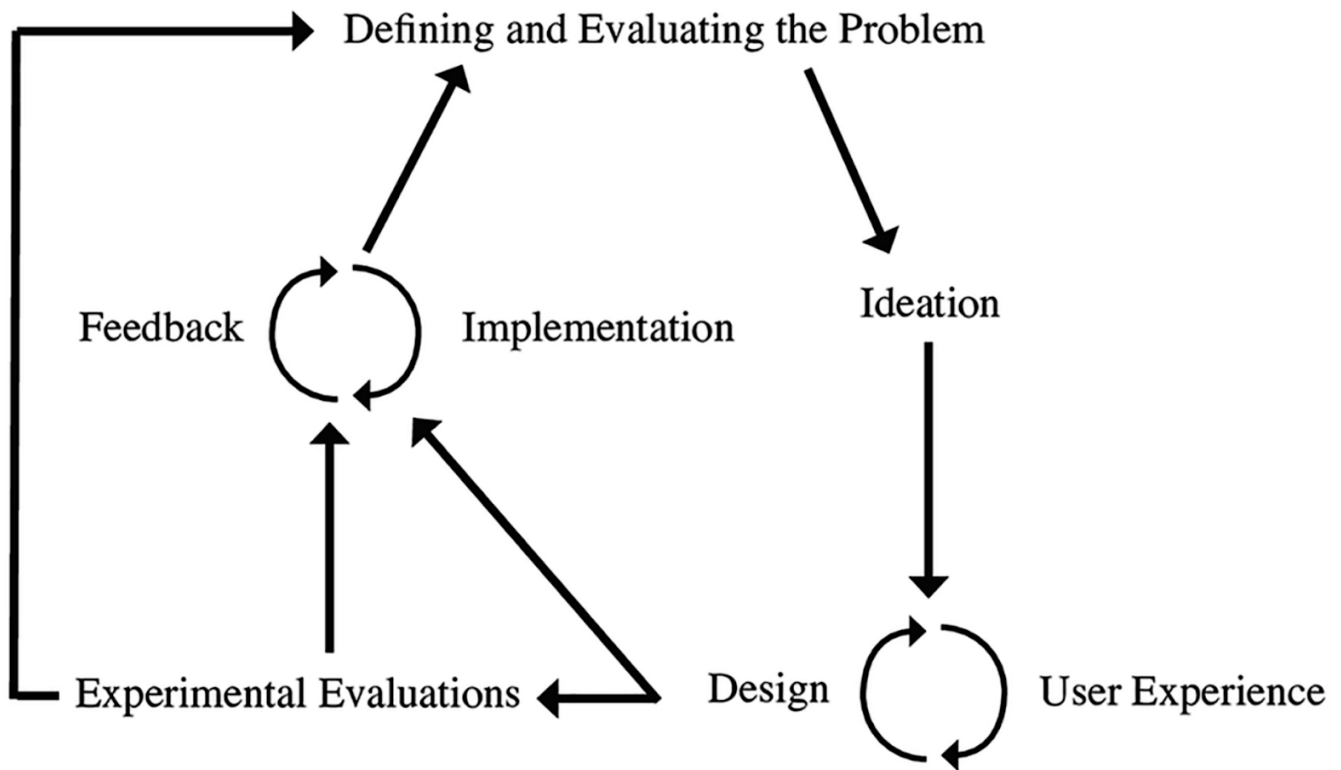 Defining and Evaluating the Problem
Ideation
Feedback
Implementation
Experimental Evaluations
Design
User Experience